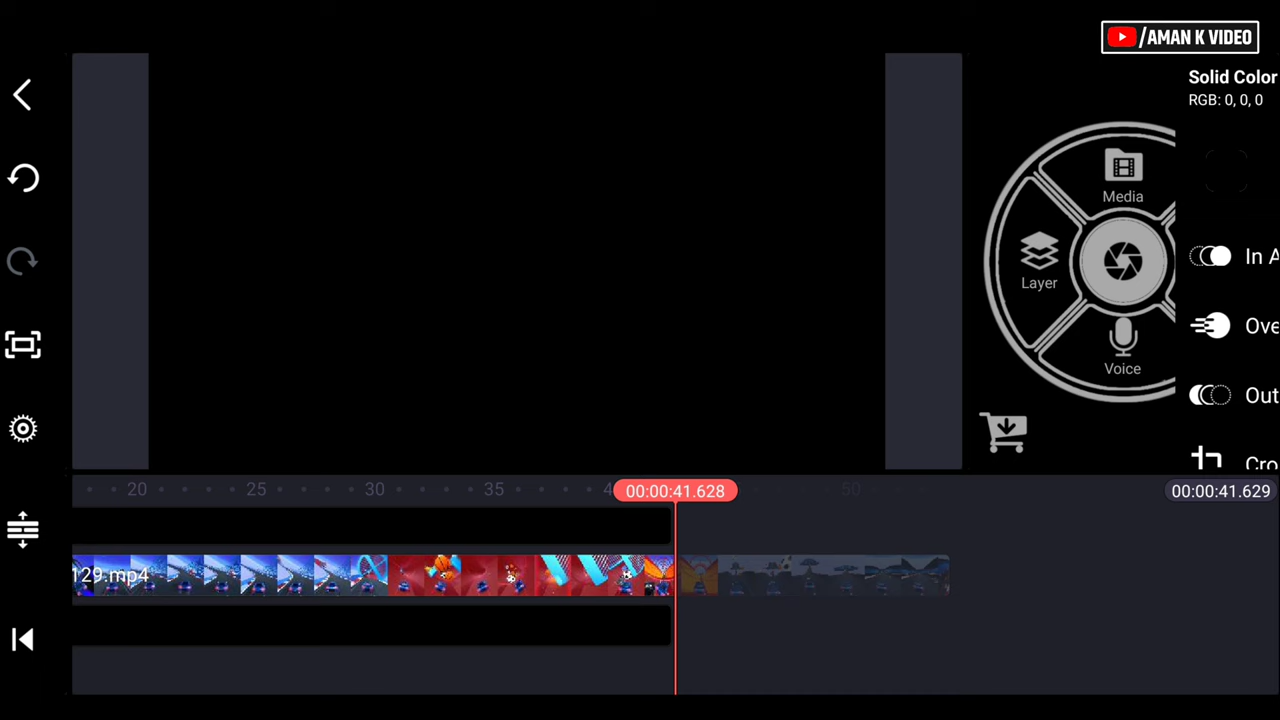 /AMAN K VIDEO
Solid Color
RGB: 0, 0, 0
Media
In A
Layer
Ove
Voice
Out
Cro
20 25 30 35 4 00:00:41.628 50 00:00:41.629
129.mp4